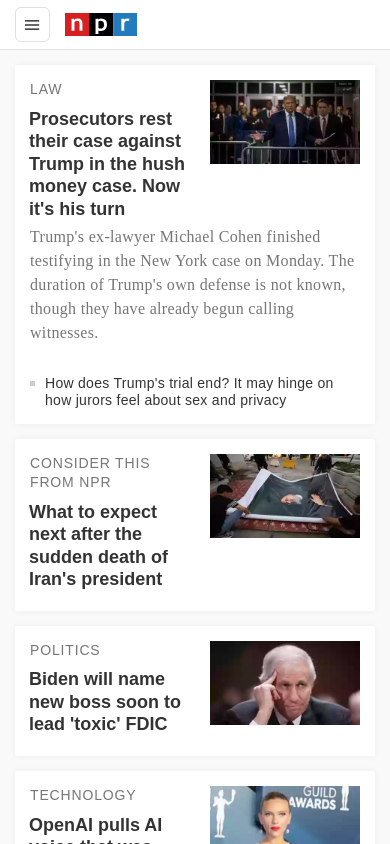 npr
LAW
Prosecutors rest
their case against
Trump in the hush
money case. Now
it's his turn
Trump's ex-lawyer Michael Cohen finished
testifying in the New York case on Monday. The
duration of Trump's own defense is not known,
though they have already begun calling
witnesses.
How does Trump's trial end? It may hinge on
how jurors feel about sex and privacy
CONSIDER THIS
FROM NPR
What to expect
next after the
sudden death of
Iran's president
POLITICS
Biden will name
new boss soon to
lead 'toxic' FDIC
TECHNOLOGY
GUILD
AWARDS
OpenAI pulls AI
voice that was